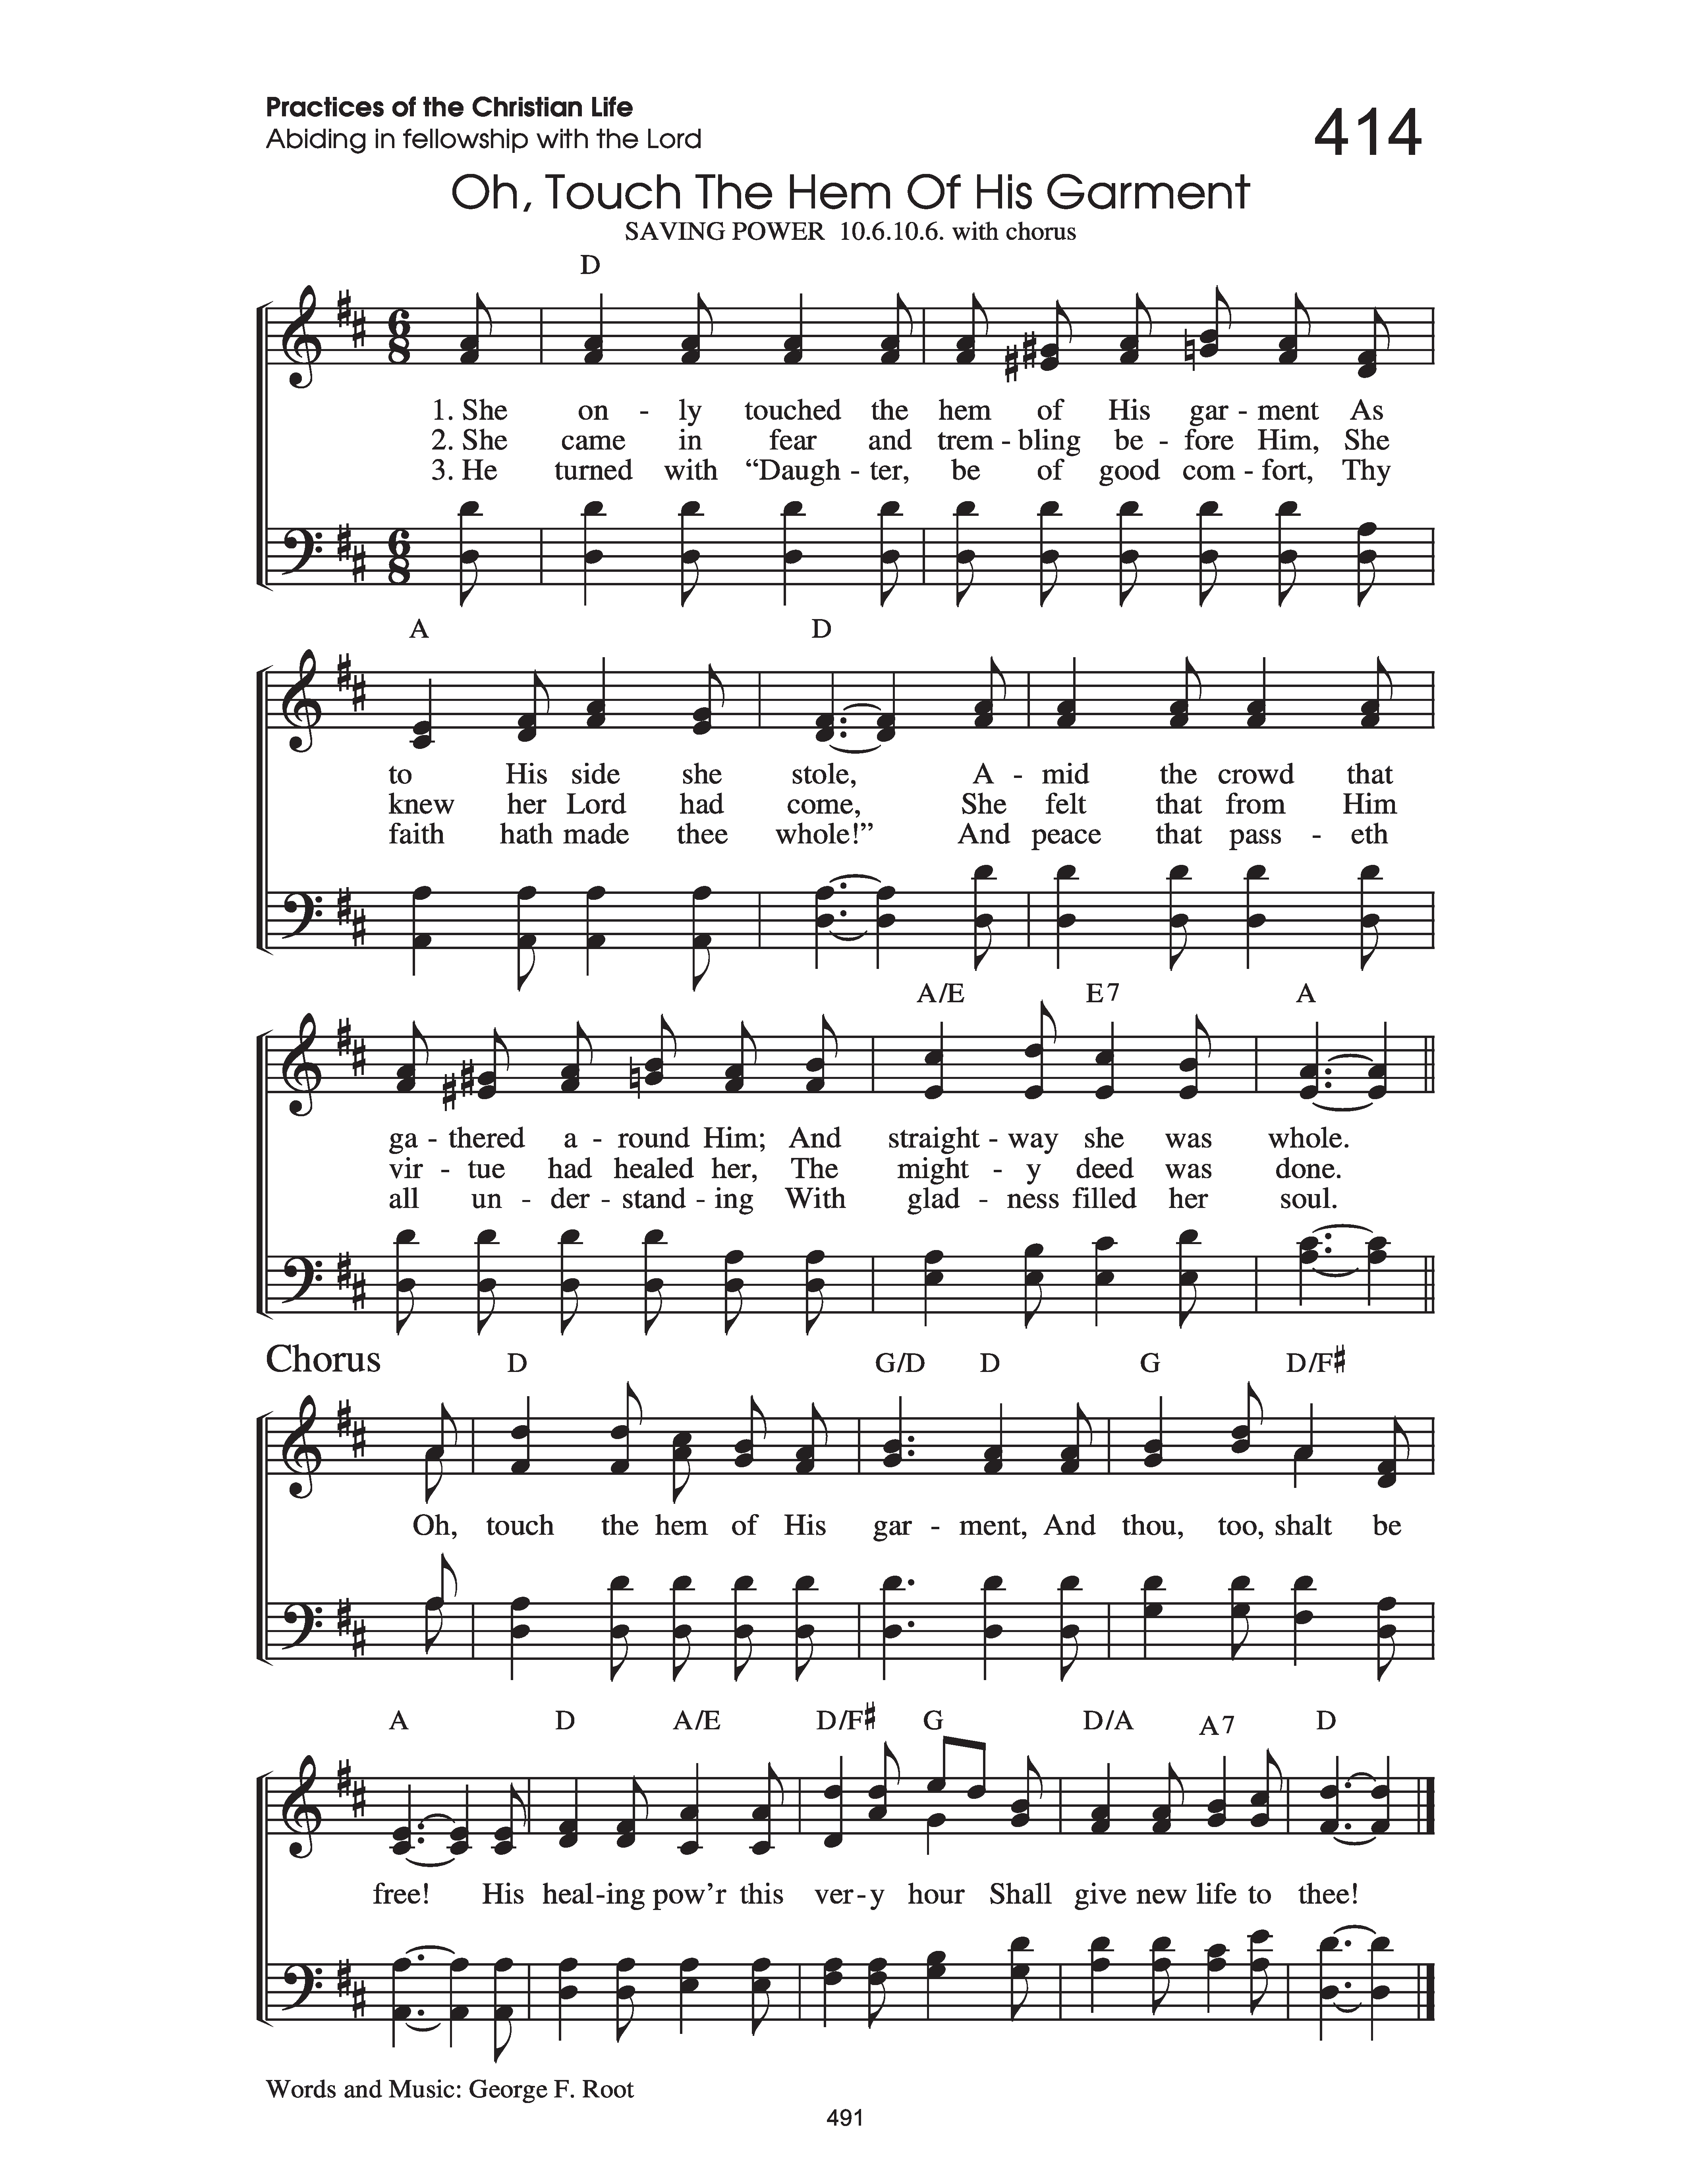 Practices of the Christian Life
Abiding in fellowship with the Lord
414
Oh, Touch The Hem Of His Garment
SAVING POWER 10.6.10.6. with chorus
D
1. She on - ly touched the hem of His gar - ment As
2. She came in fear and trem - bling be - fore Him, She
3. He turned with “Daugh - ter, be of good com - fort, Thy
A D
to His side she stole, A - mid the crowd that
knew her Lord had come, She felt that from Him
faith hath made thee whole!” And peace that pass - eth
A/E E7 A
ga - thered a - round Him; And straight - way she was whole.
vir - tue had healed her, The might - y deed was done.
all un - der - stand - ing With glad - ness filled her soul.
Chorus D G/D D G D/F♯
Oh, touch the hem of His gar - ment, And thou, too, shalt be
A D A/E D/F♯ G D/A A7 D
free! His heal-ing pow’r this ver-y hour Shall give new life to thee!
Words and Music: George F. Root
491